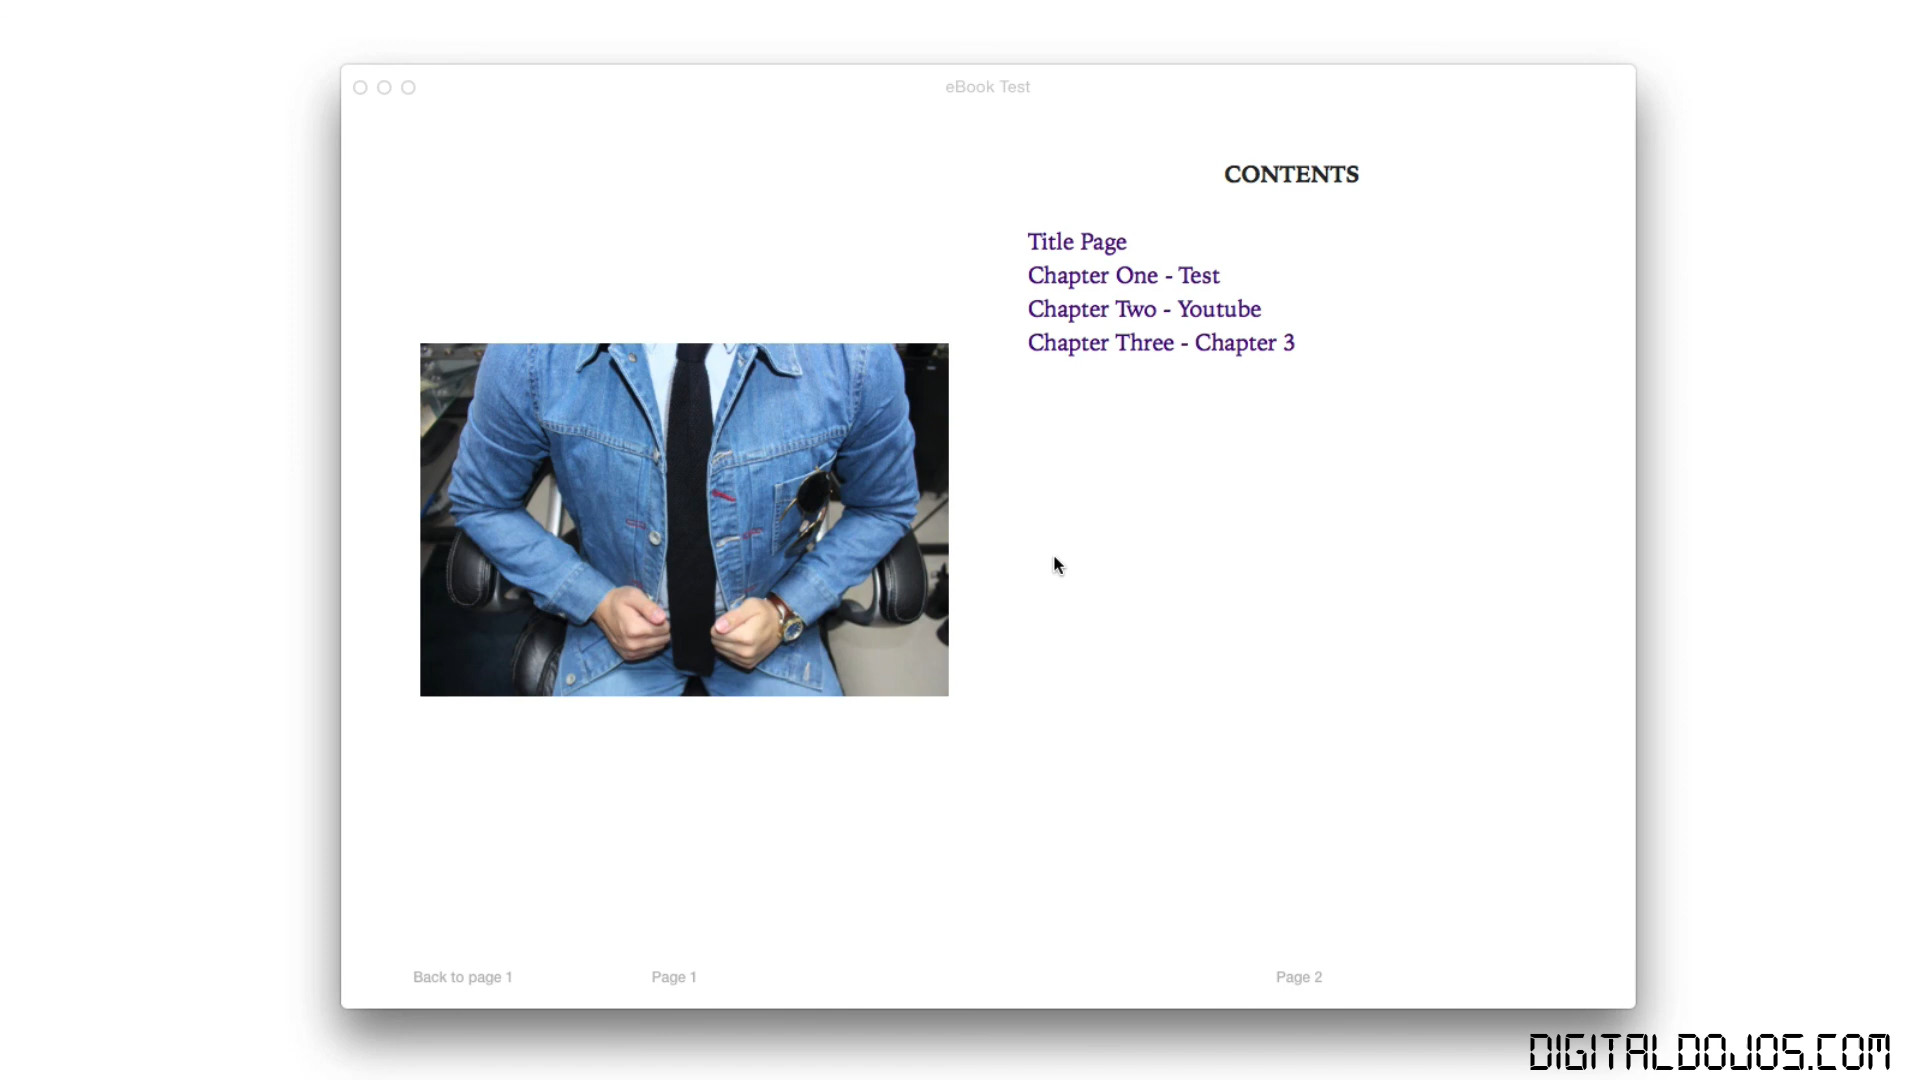 eBook Test
CONTENTS
Title Page
Chapter One - Test
Chapter Two - Youtube
Chapter Three - Chapter 3
Back to page 1
Page 1
Page 2
DIGITALDOJOS.COM